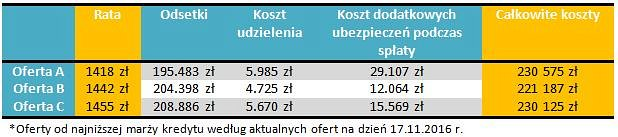 Rata Odsetki Koszt udzielenia Koszt dodatkowych ubezpieczeń podczas spłaty Całkowite koszty
Oferta A 1418 zł 195.483 zł 5.985 zł 29.107 zł 230 575 zł
Oferta B 1442 zł 204.398 zł 4.725 zł 12.064 zł 221 187 zł
Oferta C 1455 zł 208.886 zł 5.670 zł 15.569 zł 230 125 zł
*Oferty od najniższej marży kredytu według aktualnych ofert na dzień 17.11.2016 r.